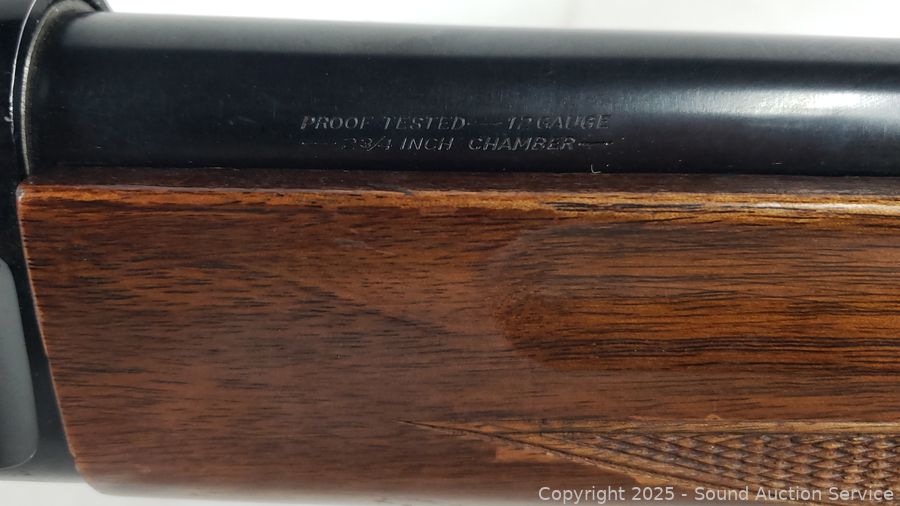 PROOF TESTED — 12 GAUGE
— 2 3/4 INCH CHAMBER —
Copyright © 2025 - Sound Auction Service